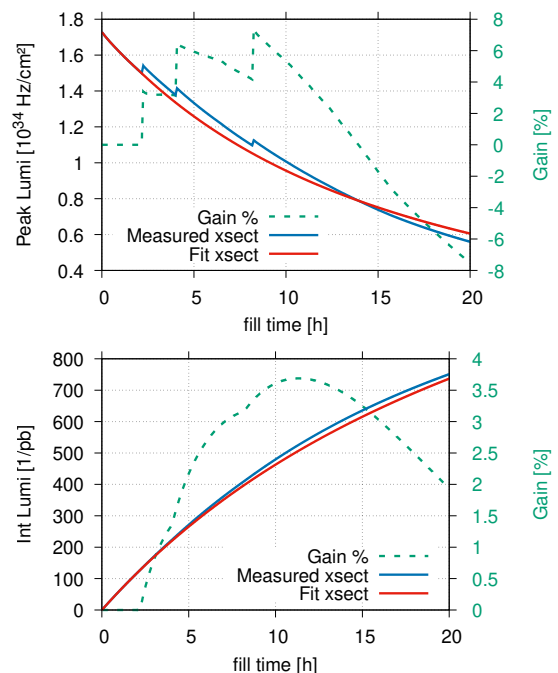 1.8
1.6
1.4
1.2
1
0.8
0.6
0.4
Peak Lumi [10³⁴ Hz/cm²]
8
6
4
2
0
-2
-4
-6
-8
Gain [%]
Gain %
Measured xsect
Fit xsect
0 5 10 15 20
fill time [h]
800
700
600
500
400
300
200
100
0
Int Lumi [1/pb]
4
3.5
3
2.5
2
1.5
1
0.5
0
Gain [%]
Gain %
Measured xsect
Fit xsect
0 5 10 15 20
fill time [h]